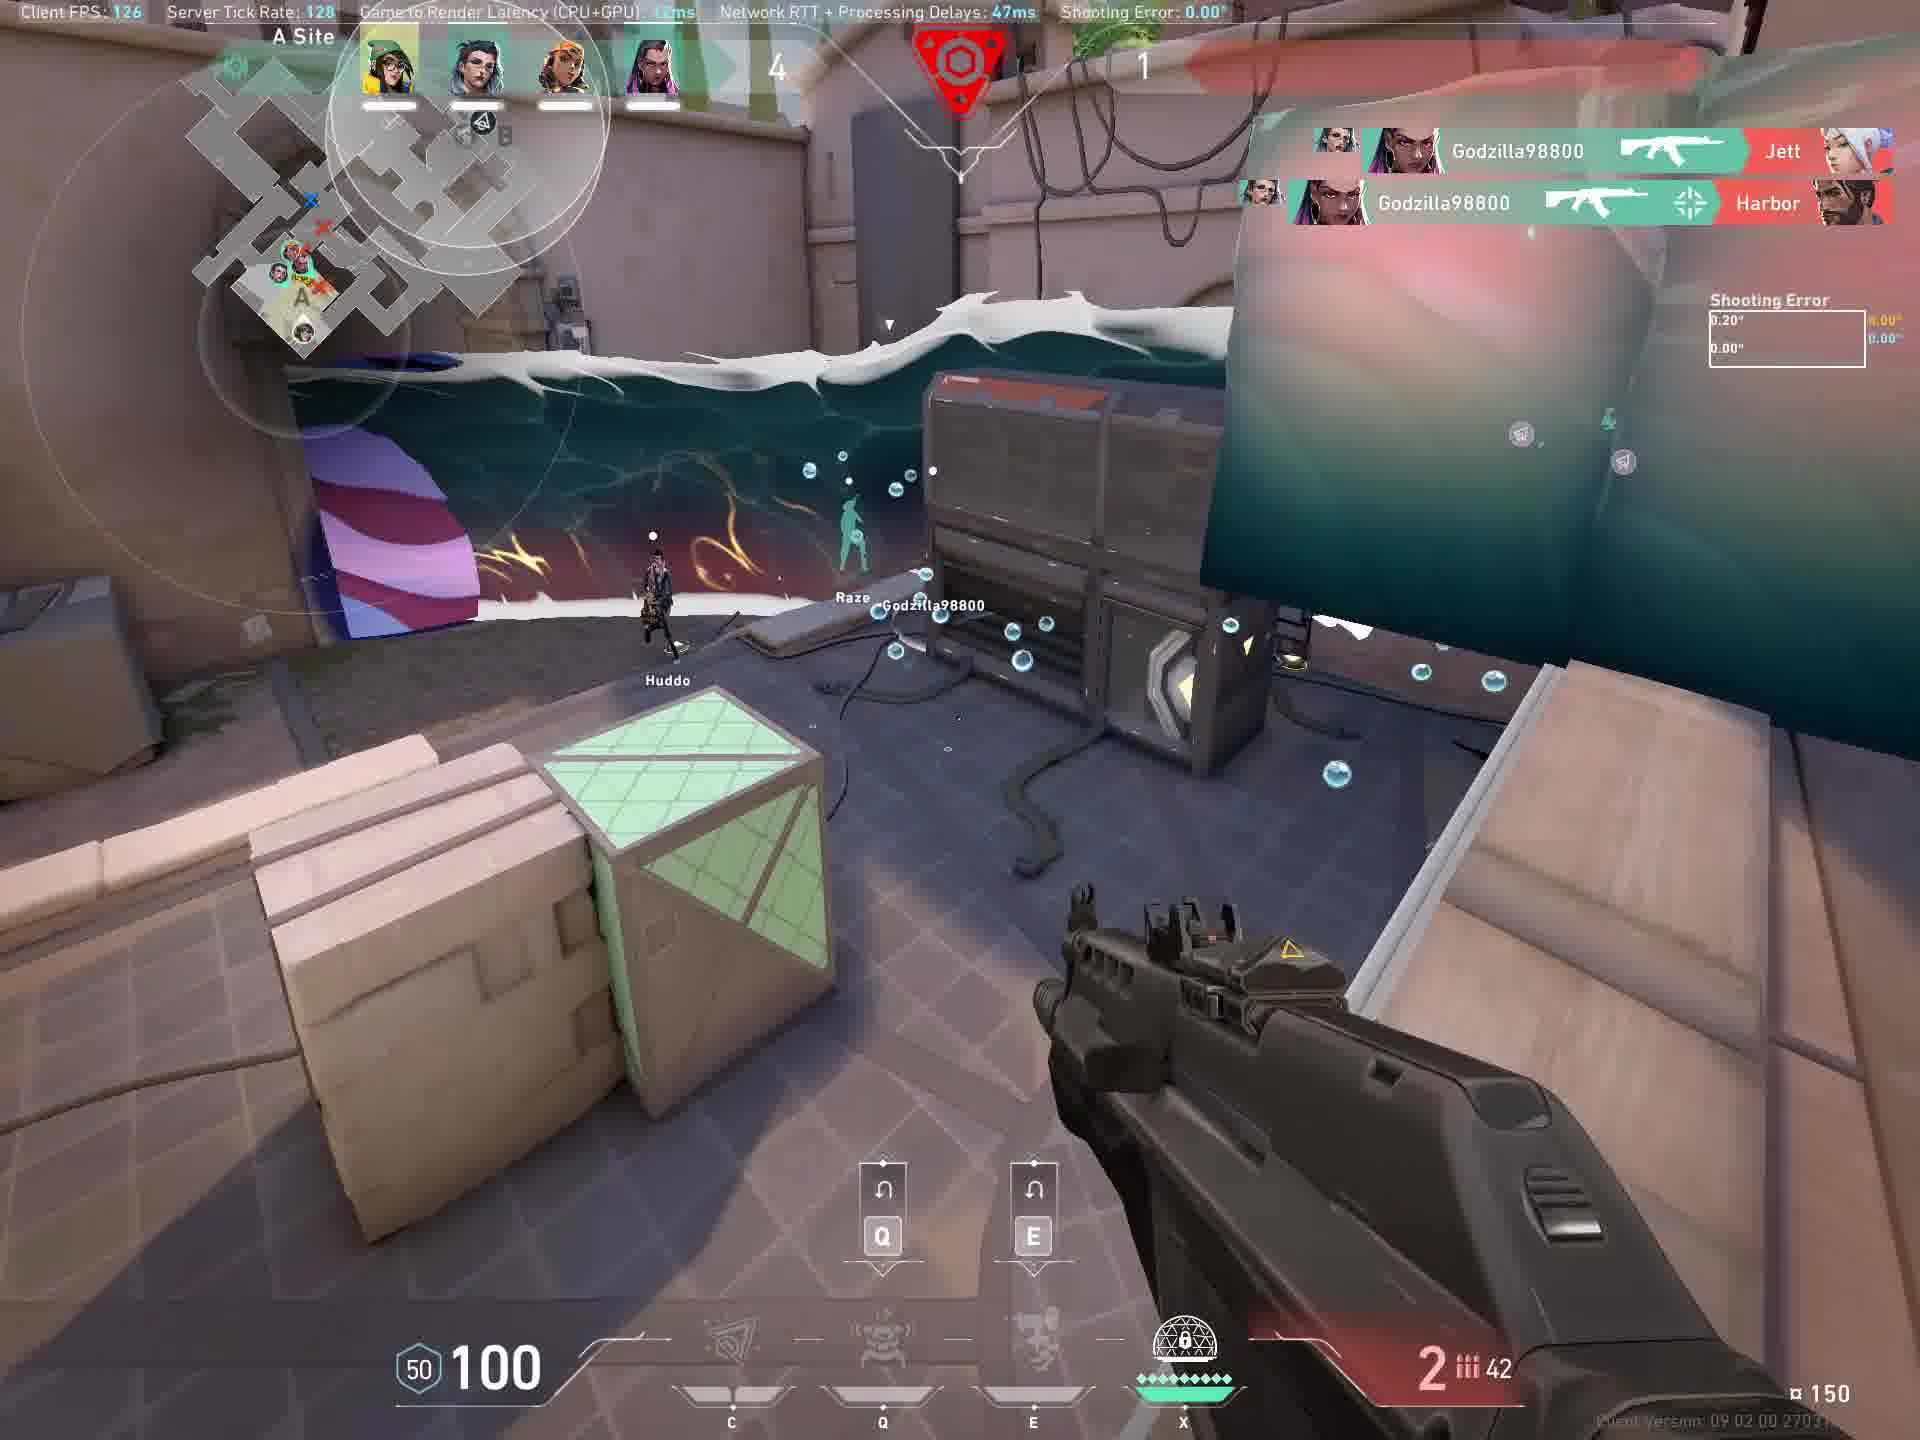 Client FPS: 126 Server Tick Rate: 128 Game to Render Latency (CPU+GPU): 12ms Network RTT + Processing Delays: 47ms Shooting Error: 0.00°
A Site
4
1
B
Godzilla98800 Jett
Godzilla98800 Harbor
A
Shooting Error
0.20°
0.00°
0.00°
0.00°
Raze
Godzilla98800
Huddo
Q
E
50
100
2
42
¤ 150
C
Q
E
X